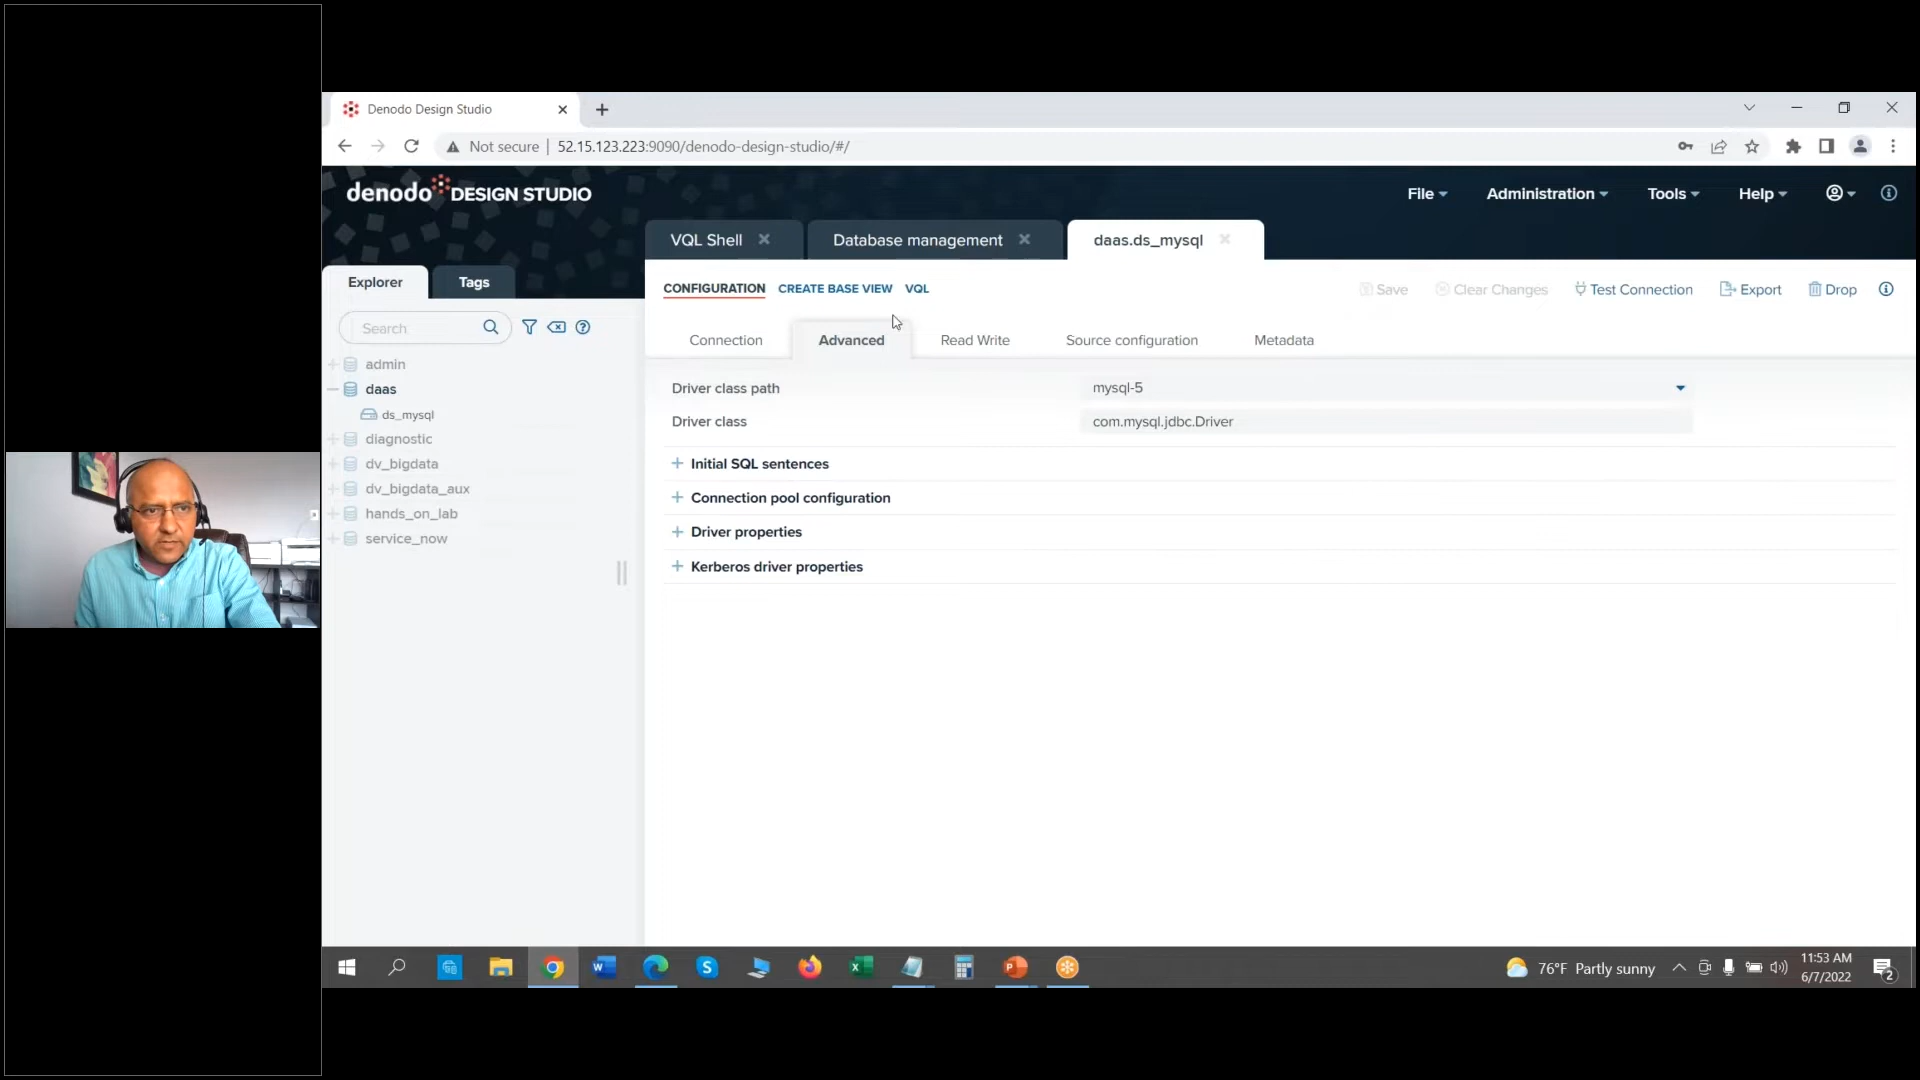 Denodo Design Studio
Not secure | 52.15.123.223:9090/denodo-design-studio/#/
denodo DESIGN STUDIO
File
Administration
Tools
Help
VQL Shell
Database management
daas.ds_mysql
Explorer
Tags
CONFIGURATION
CREATE BASE VIEW
VQL
Save
Clear Changes
Test Connection
Export
Drop
Search
Connection
Advanced
Read Write
Source configuration
Metadata
admin
daas
ds_mysql
diagnostic
dv_bigdata
dv_bigdata_aux
hands_on_lab
service_now
Driver class path
mysql-5
Driver class
com.mysql.jdbc.Driver
Initial SQL sentences
Connection pool configuration
Driver properties
Kerberos driver properties
76°F Partly sunny
11:53 AM
6/7/2022
2